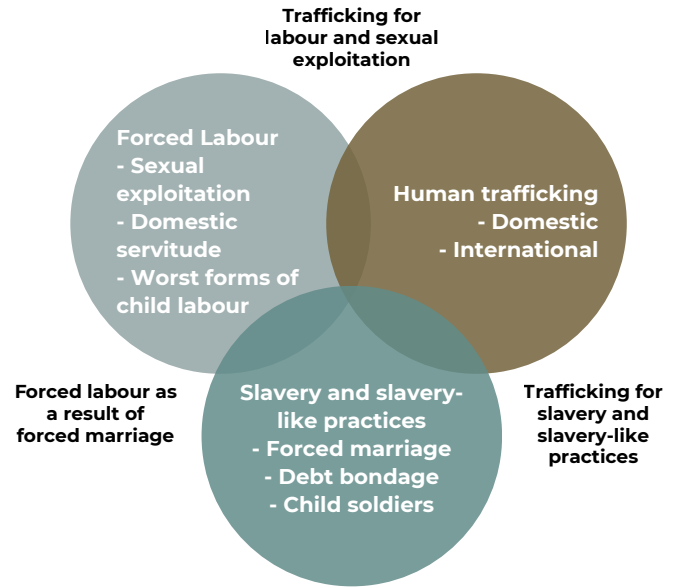 Trafficking for
labour and sexual
exploitation
Forced Labour
- Sexual
exploitation
- Domestic
servitude
- Worst forms of
child labour
Human trafficking
- Domestic
- International
Forced labour as
a result of
forced marriage
Slavery and slavery-
like practices
- Forced marriage
- Debt bondage
- Child soldiers
Trafficking for
slavery and
slavery-like
practices